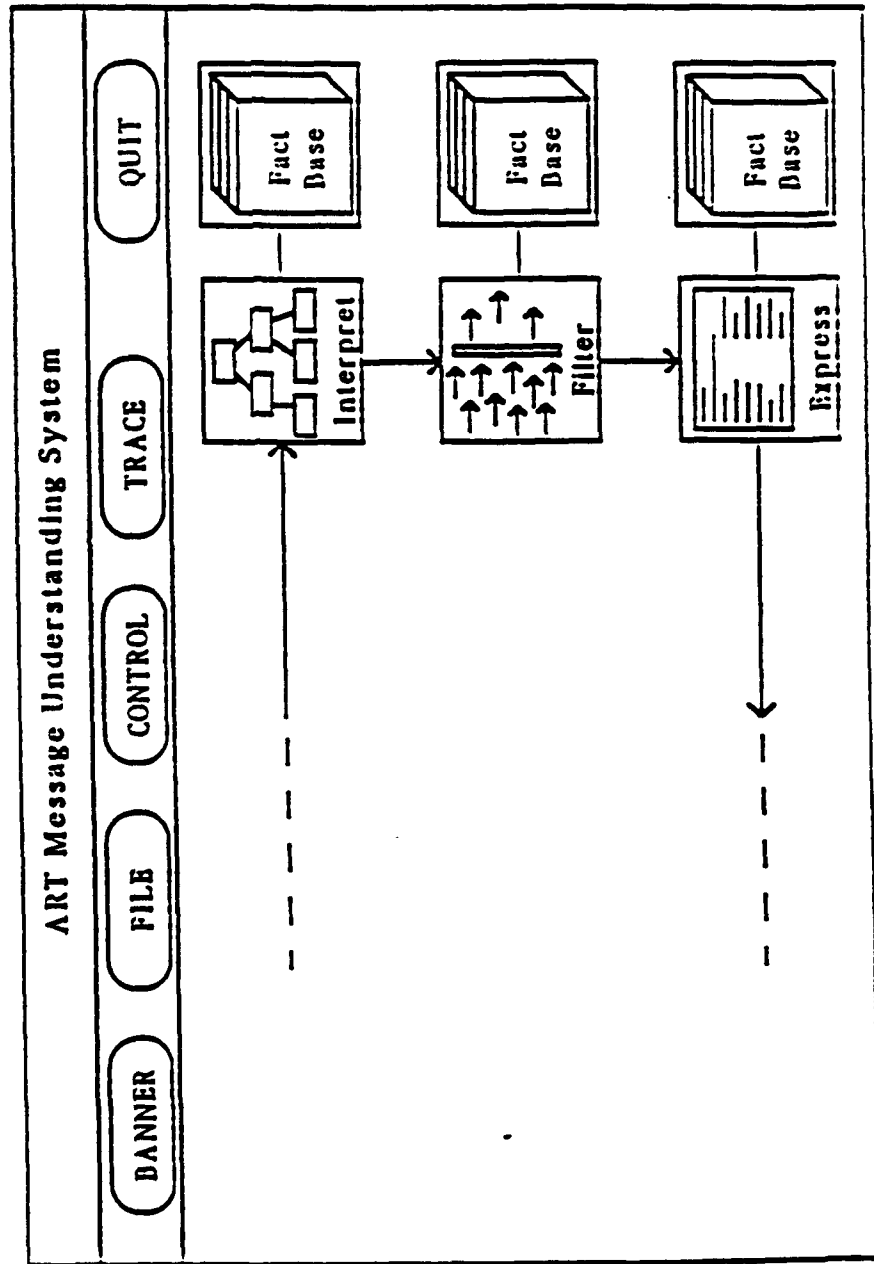 ART Message Understanding System
BANNER
FILE
CONTROL
TRACE
QUIT
Interpret
Fact
Base
Filter
Fact
Base
Express
Fact
Base